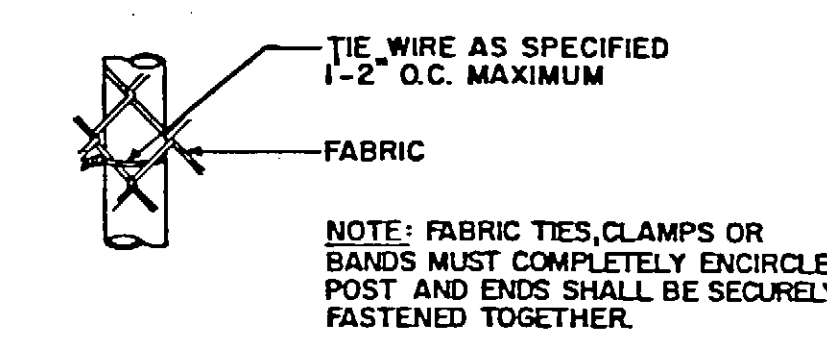 TIE WIRE AS SPECIFIED
1-2" O.C. MAXIMUM
FABRIC
NOTE: FABRIC TIES, CLAMPS OR
BANDS MUST COMPLETELY ENCIRCLE
POST AND ENDS SHALL BE SECURELY
FASTENED TOGETHER.